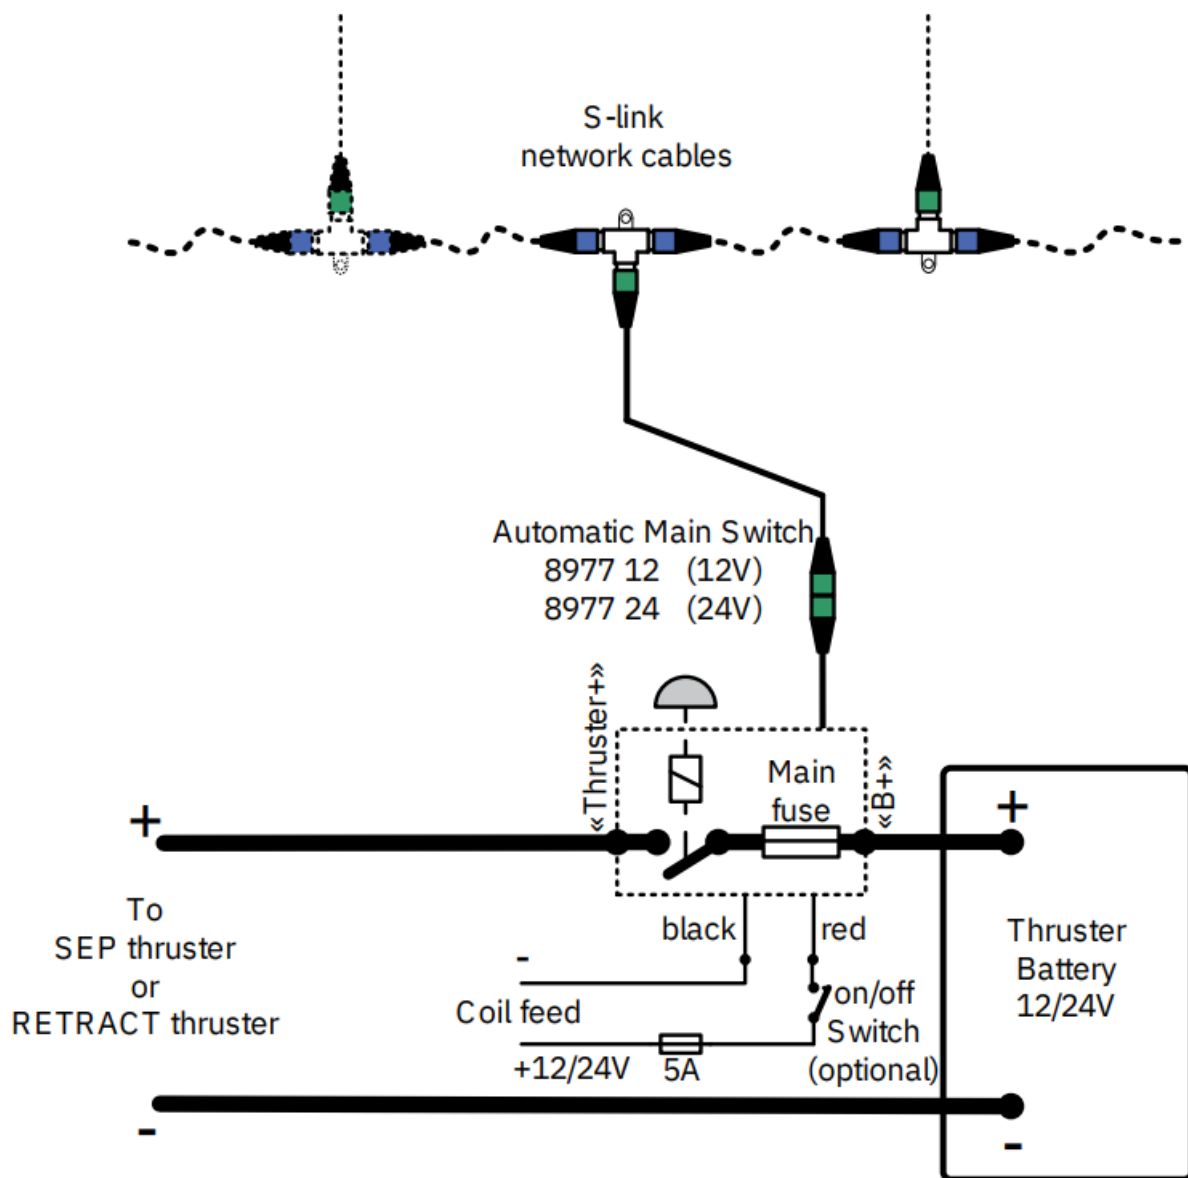 S-link
network cables
Automatic Main Switch
8977 12 (12V)
8977 24 (24V)
«Thruster+»
Main
fuse
«B+»
+
+
To
SEP thruster
or
RETRACT thruster
black
red
-
Coil feed
+12/24V
5A
on/off
Switch
(optional)
Thruster
Battery
12/24V
-
-